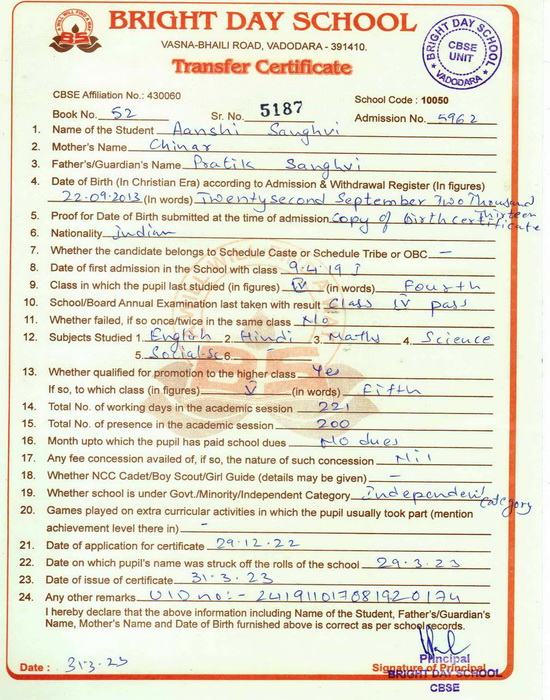 BRIGHT DAY SCHOOL
VASNA-BHAILI ROAD, VADODARA - 391410.
Transfer Certificate
BRIGHT DAY SCHOOL
CBSE
UNIT
VADODARA
CBSE Affiliation No.: 430060
School Code : 10050
Book No. 52 Sr. No. 5187 Admission No. 5962
1. Name of the Student Aanshi Sanghvi
2. Mother's Name Chinar
3. Father's/Guardian's Name Pratik Sanghvi
4. Date of Birth (In Christian Era) according to Admission & Withdrawal Register (In figures)
22-09-2013 (In words) Twentysecond September Two Thousand Thirteen
5. Proof for Date of Birth submitted at the time of admission Copy of Birth certificate
6. Nationality Indian
7. Whether the candidate belongs to Schedule Caste or Schedule Tribe or OBC -
8. Date of first admission in the School with class 9-4-19 I
9. Class in which the pupil last studied (in figures) IV (in words) Fourth
10. School/Board Annual Examination last taken with result Class IV pass
11. Whether failed, if so once/twice in the same class No
12. Subjects Studied 1. English 2. Hindi 3. Maths 4. Science
5. Social-Sc 6. -
13. Whether qualified for promotion to the higher class Yes
If so, to which class (in figures) V (in words) Fifth
14. Total No. of working days in the academic session 221
15. Total No. of presence in the academic session 200
16. Month upto which the pupil has paid school dues No dues
17. Any fee concession availed of, if so, the nature of such concession Nil
18. Whether NCC Cadet/Boy Scout/Girl Guide (details may be given) -
19. Whether school is under Govt./Minority/Independent Category Independent category
20. Games played on extra curricular activities in which the pupil usually took part (mention
achievement level there in) -
21. Date of application for certificate 29.12.22
22. Date on which pupil's name was struck off the rolls of the school 29.3.23
23. Date of issue of certificate 31.3.23
24. Any other remarks UID no:- 241911017081920174
I hereby declare that the above information including Name of the Student, Father's/Guardian's
Name, Mother's Name and Date of Birth furnished above is correct as per school records.
Date : 31.3.23
Signature of Principal
Principal
BRIGHT DAY SCHOOL
CBSE